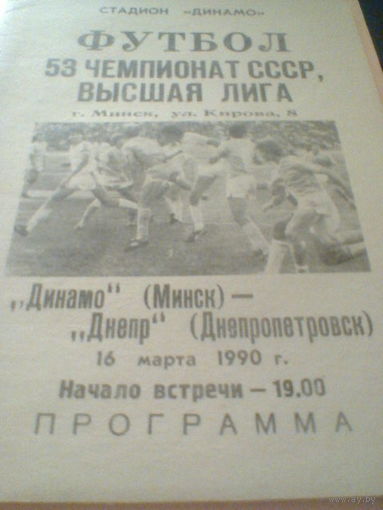 СТАДИОН «ДИНАМО»
ФУТБОЛ
53 ЧЕМПИОНАТ СССР,
ВЫСШАЯ ЛИГА
г. Минск, ул. Кирова, 8
„Динамо" (Минск) —
„Днепр" (Днепропетровск)
16 марта 1990 г.
Начало встречи — 19.00
ПРОГРАММА